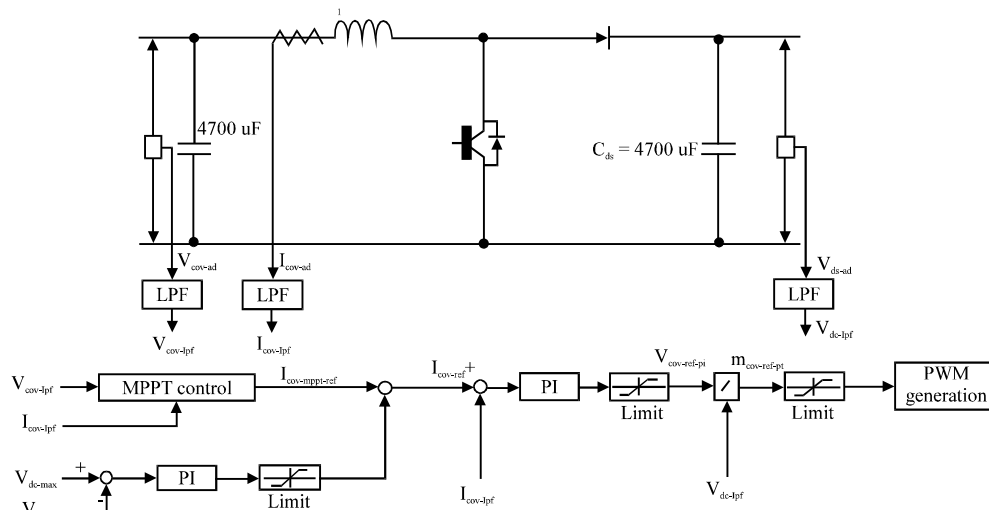 1
4700 uF
C_ds = 4700 uF
V_cov-ad
I_cov-ad
V_ds-ad
LPF
LPF
LPF
V_cov-lpf
I_cov-lpf
V_dc-lpf
V_cov-lpf
MPPT control
I_cov-mppt-ref
I_cov-ref
+
PI
V_cov-ref-pi
m_cov-ref-pt
PWM
generation
Limit
Limit
I_cov-lpf
V_dc-max
+
-
PI
Limit
I_cov-lpf
V_dc-lpf